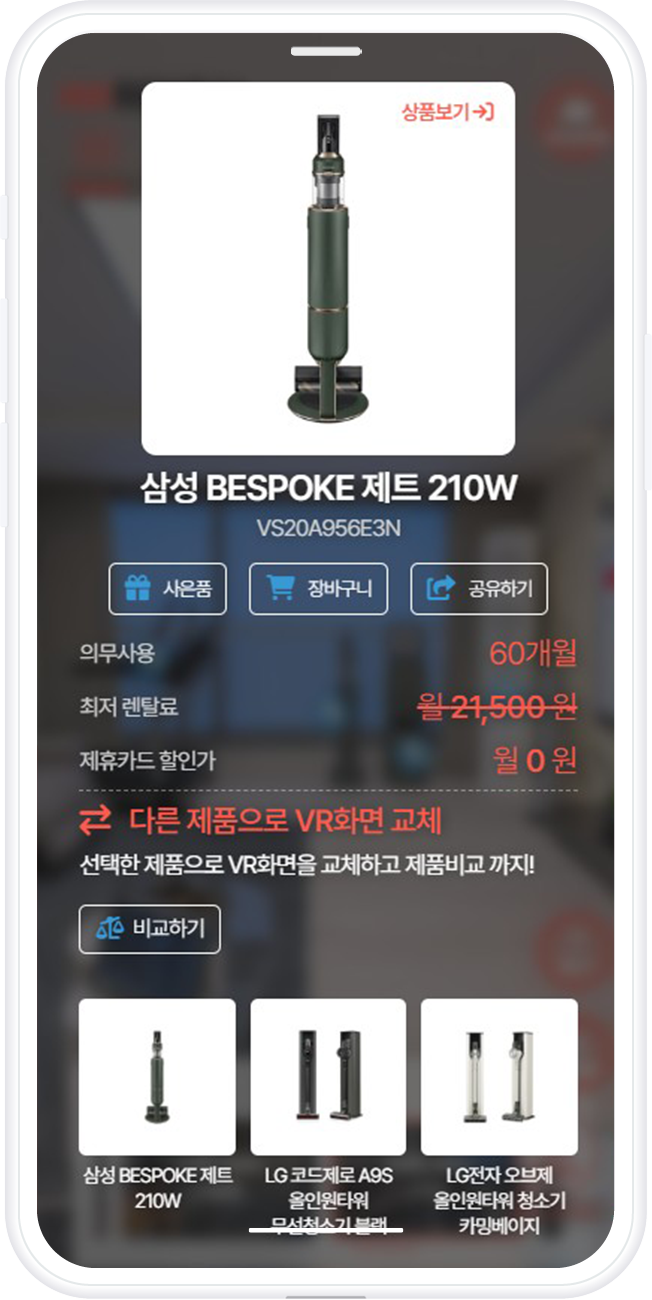 상품보기
삼성 BESPOKE 제트 210W
VS20A956E3N
사은품 장바구니 공유하기
의무사용 60개월
최저 렌탈료 월 21,500 원
제휴카드 할인가 월 0 원
다른 제품으로 VR화면 교체
선택한 제품으로 VR화면을 교체하고 제품비교 까지!
비교하기
삼성 BESPOKE 제트
210W
LG 코드제로 A9S
올인원타워
무선청소기 블랙
LG전자 오브제
올인원타워 청소기
카밍베이지